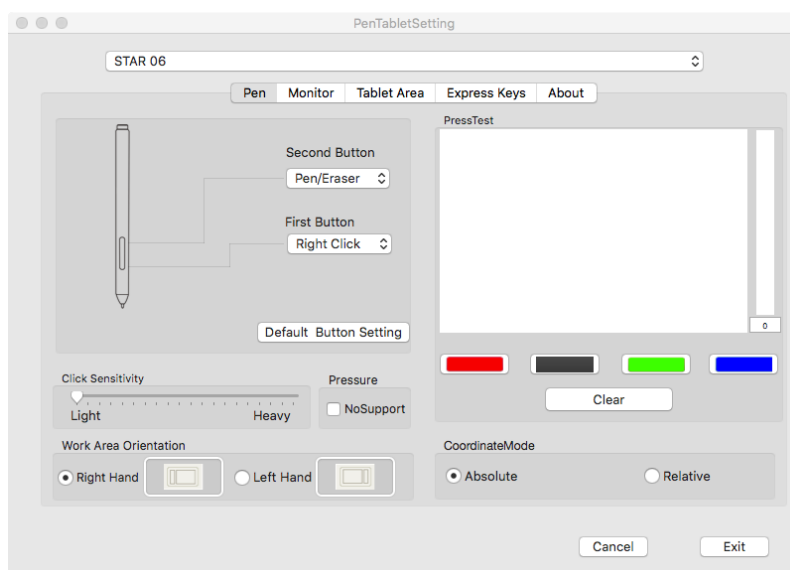 PenTabletSetting
STAR 06
Pen Monitor Tablet Area Express Keys About
Second Button
Pen/Eraser
First Button
Right Click
Default Button Setting
PressTest
0
Clear
Click Sensitivity
Light Heavy
Pressure
NoSupport
Work Area Orientation
Right Hand Left Hand
CoordinateMode
Absolute Relative
Cancel Exit